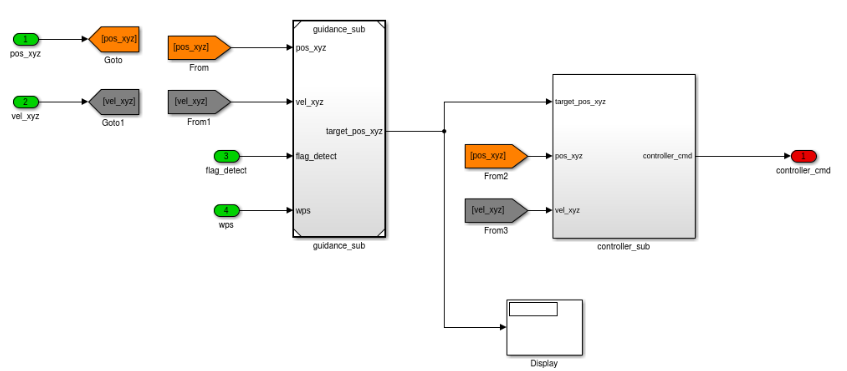 1
pos_xyz
[pos_xyz]
Goto
2
vel_xyz
[vel_xyz]
Goto1
[pos_xyz]
From
[vel_xyz]
From1
3
flag_detect
4
wps
guidance_sub
pos_xyz
vel_xyz
target_pos_xyz
flag_detect
wps
guidance_sub
[pos_xyz]
From2
[vel_xyz]
From3
target_pos_xyz
pos_xyz
controller_cmd
vel_xyz
controller_sub
1
controller_cmd
Display